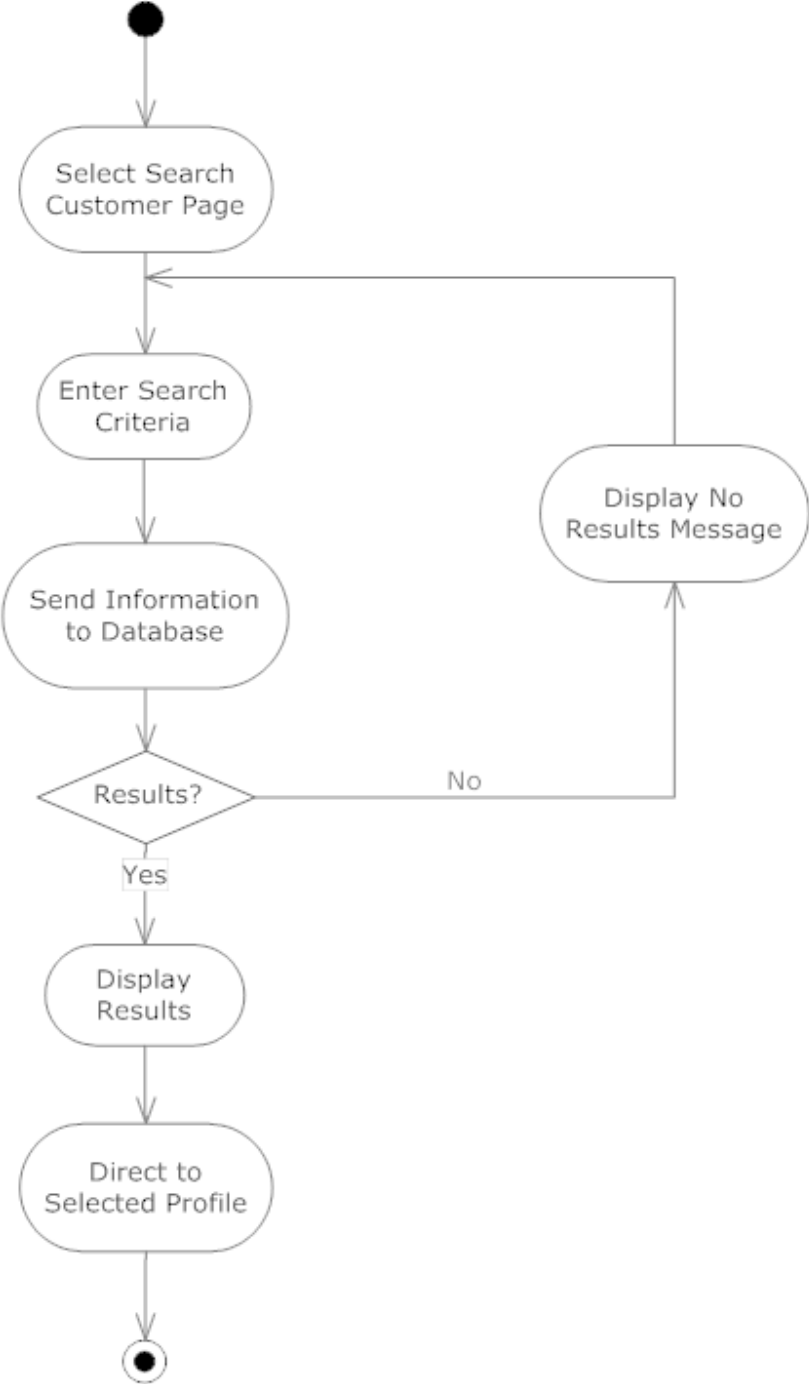 Select Search
Customer Page
Enter Search
Criteria
Display No
Results Message
Send Information
to Database
Results?
No
Yes
Display
Results
Direct to
Selected Profile